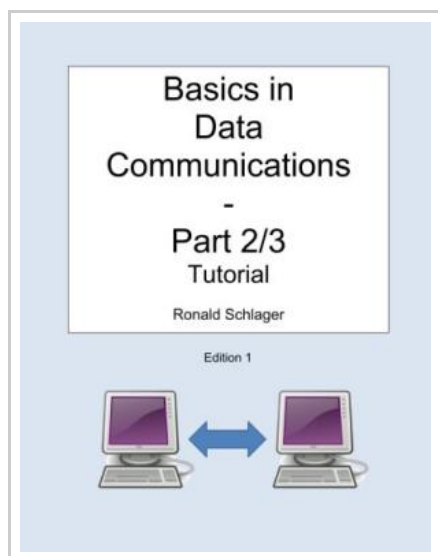 Basics in
Data
Communications
-
Part 2/3
Tutorial
Ronald Schlager
Edition 1